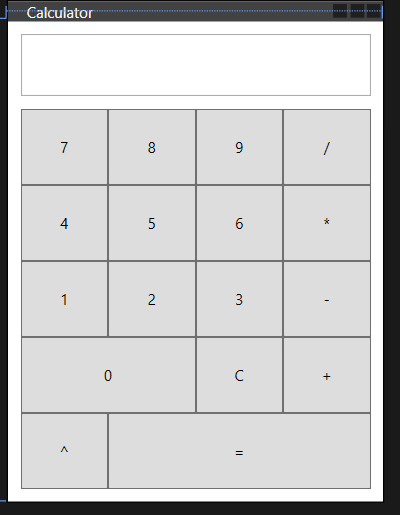 Calculator
7 8 9 /
4 5 6 *
1 2 3 -
0 C +
^ =